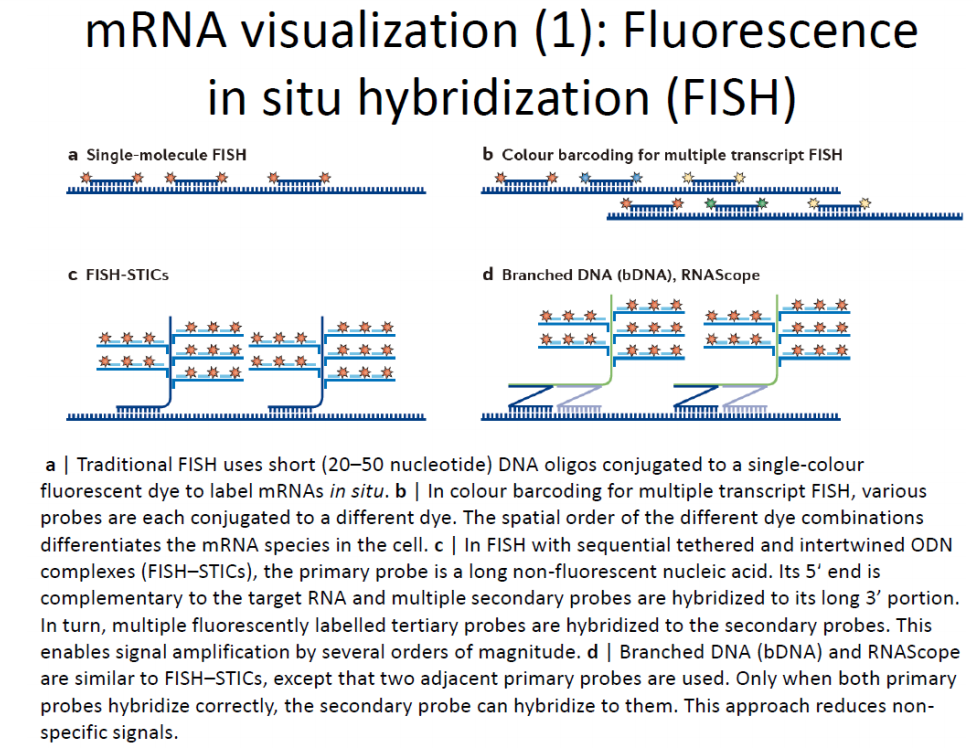 mRNA visualization (1): Fluorescence
in situ hybridization (FISH)
a Single-molecule FISH
b Colour barcoding for multiple transcript FISH
c FISH-STICs
d Branched DNA (bDNA), RNAScope
a | Traditional FISH uses short (20–50 nucleotide) DNA oligos conjugated to a single-colour
fluorescent dye to label mRNAs in situ. b | In colour barcoding for multiple transcript FISH, various
probes are each conjugated to a different dye. The spatial order of the different dye combinations
differentiates the mRNA species in the cell. c | In FISH with sequential tethered and intertwined ODN
complexes (FISH–STICs), the primary probe is a long non-fluorescent nucleic acid. Its 5‘ end is
complementary to the target RNA and multiple secondary probes are hybridized to its long 3’ portion.
In turn, multiple fluorescently labelled tertiary probes are hybridized to the secondary probes. This
enables signal amplification by several orders of magnitude. d | Branched DNA (bDNA) and RNAScope
are similar to FISH–STICs, except that two adjacent primary probes are used. Only when both primary
probes hybridize correctly, the secondary probe can hybridize to them. This approach reduces non-
specific signals.